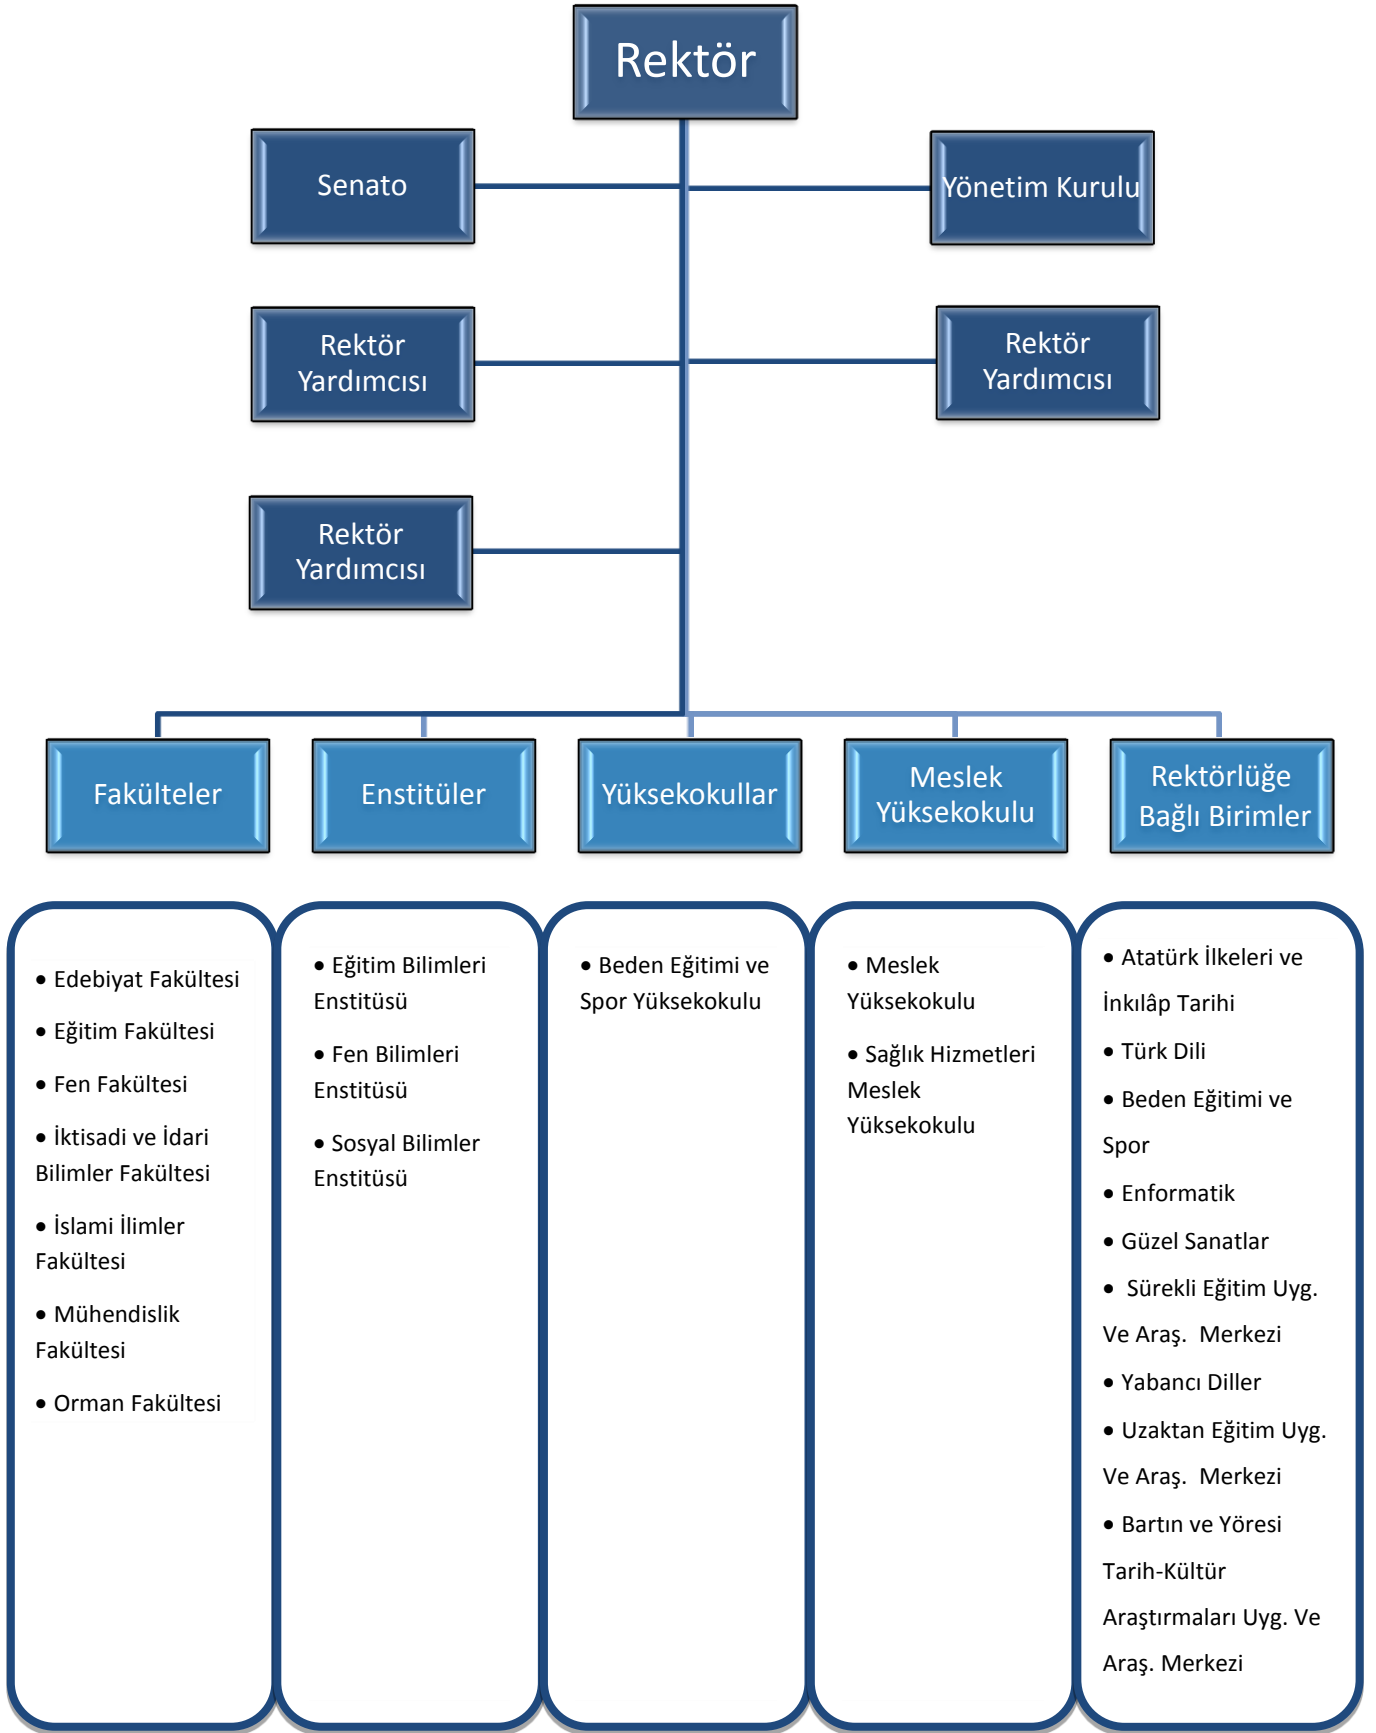 Rektör
Senato
Yönetim Kurulu
Rektör
Yardımcısı
Rektör
Yardımcısı
Rektör
Yardımcısı
Fakülteler
Enstitüler
Yüksekokullar
Meslek
Yüksekokulu
Rektörlüğe
Bağlı Birimler
• Edebiyat Fakültesi
• Eğitim Fakültesi
• Fen Fakültesi
• İktisadi ve İdari
Bilimler Fakültesi
• İslami İlimler
Fakültesi
• Mühendislik
Fakültesi
• Orman Fakültesi
• Eğitim Bilimleri
Enstitüsü
• Fen Bilimleri
Enstitüsü
• Sosyal Bilimler
Enstitüsü
• Beden Eğitimi ve
Spor Yüksekokulu
• Meslek
Yüksekokulu
• Sağlık Hizmetleri
Meslek
Yüksekokulu
• Atatürk İlkeleri ve
İnkılâp Tarihi
• Türk Dili
• Beden Eğitimi ve
Spor
• Enformatik
• Güzel Sanatlar
• Sürekli Eğitim Uyg.
Ve Araş. Merkezi
• Yabancı Diller
• Uzaktan Eğitim Uyg.
Ve Araş. Merkezi
• Bartın ve Yöresi
Tarih-Kültür
Araştırmaları Uyg. Ve
Araş. Merkezi